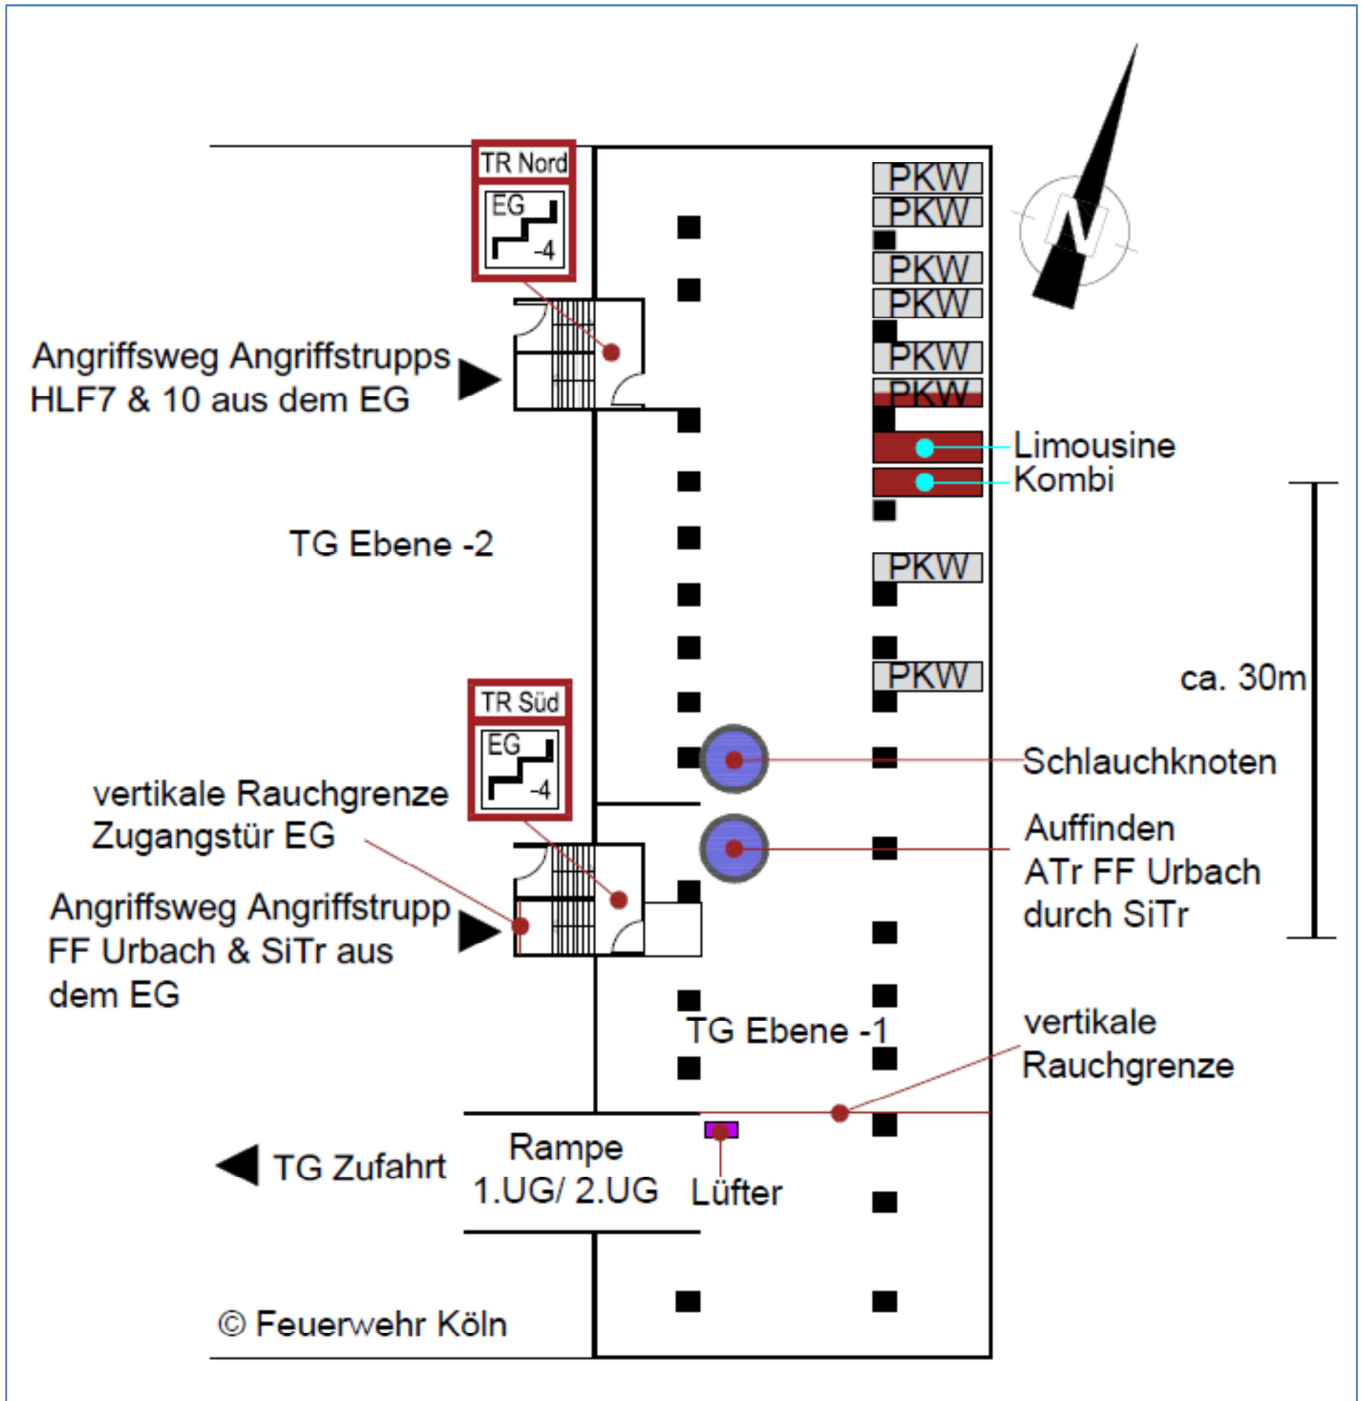 TR Nord
EG
-4
N
PKW
PKW
PKW
PKW
PKW
PKW
Angriffsweg Angriffstrupps
HLF7 & 10 aus dem EG
Limousine
Kombi
TG Ebene -2
PKW
PKW
ca. 30m
TR Süd
EG
-4
Schlauchknoten
vertikale Rauchgrenze
Zugangstür EG
Auffinden
ATr FF Urbach
durch SiTr
Angriffsweg Angriffstrupp
FF Urbach & SiTr aus
dem EG
TG Ebene -1
vertikale
Rauchgrenze
TG Zufahrt
Rampe
1.UG/ 2.UG
Lüfter
© Feuerwehr Köln